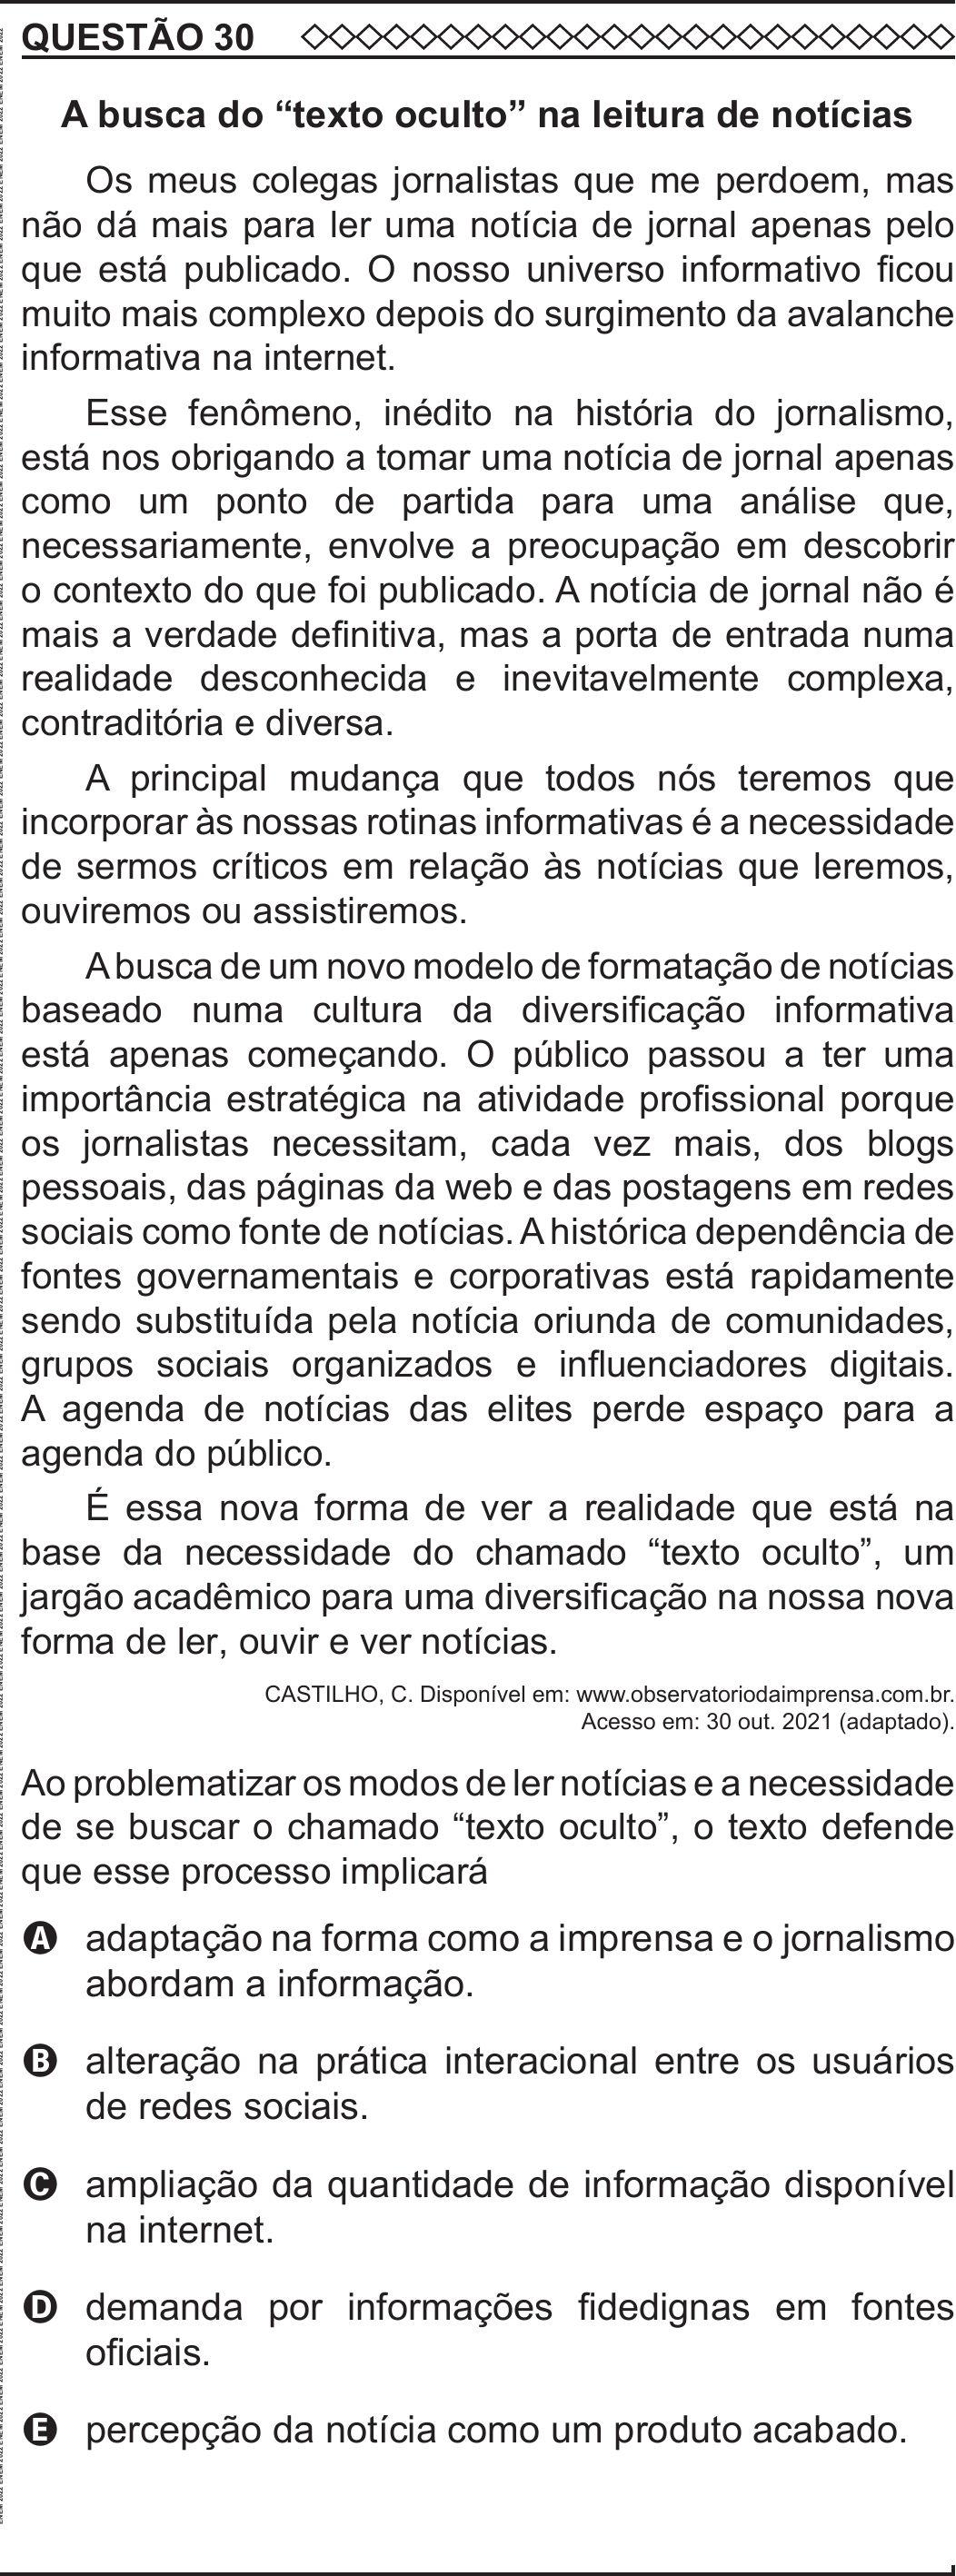 QUESTÃO 30
A busca do “texto oculto” na leitura de notícias
Os meus colegas jornalistas que me perdoem, mas
não dá mais para ler uma notícia de jornal apenas pelo
que está publicado. O nosso universo informativo ficou
muito mais complexo depois do surgimento da avalanche
informativa na internet.
Esse fenômeno, inédito na história do jornalismo,
está nos obrigando a tomar uma notícia de jornal apenas
como um ponto de partida para uma análise que,
necessariamente, envolve a preocupação em descobrir
o contexto do que foi publicado. A notícia de jornal não é
mais a verdade definitiva, mas a porta de entrada numa
realidade desconhecida e inevitavelmente complexa,
contraditória e diversa.
A principal mudança que todos nós teremos que
incorporar às nossas rotinas informativas é a necessidade
de sermos críticos em relação às notícias que leremos,
ouviremos ou assistiremos.
A busca de um novo modelo de formatação de notícias
baseado numa cultura da diversificação informativa
está apenas começando. O público passou a ter uma
importância estratégica na atividade profissional porque
os jornalistas necessitam, cada vez mais, dos blogs
pessoais, das páginas da web e das postagens em redes
sociais como fonte de notícias. A histórica dependência de
fontes governamentais e corporativas está rapidamente
sendo substituída pela notícia oriunda de comunidades,
grupos sociais organizados e influenciadores digitais.
A agenda de notícias das elites perde espaço para a
agenda do público.
É essa nova forma de ver a realidade que está na
base da necessidade do chamado “texto oculto”, um
jargão acadêmico para uma diversificação na nossa nova
forma de ler, ouvir e ver notícias.
CASTILHO, C. Disponível em: www.observatoriodaimprensa.com.br.
Acesso em: 30 out. 2021 (adaptado).
Ao problematizar os modos de ler notícias e a necessidade
de se buscar o chamado “texto oculto”, o texto defende
que esse processo implicará
A adaptação na forma como a imprensa e o jornalismo
abordam a informação.
B alteração na prática interacional entre os usuários
de redes sociais.
C ampliação da quantidade de informação disponível
na internet.
D demanda por informações fidedignas em fontes
oficiais.
E percepção da notícia como um produto acabado.